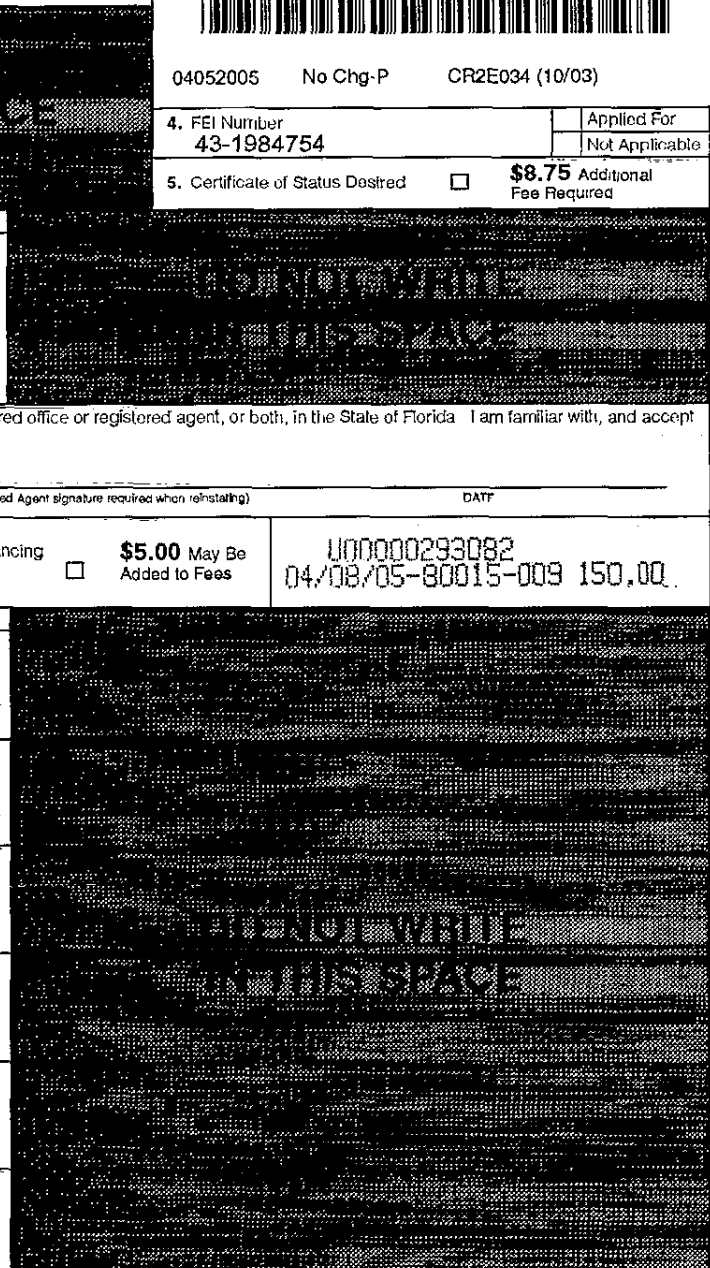 04052005 No Chg-P CR2E034 (10/03)
4. FEI Number
43-1984754
Applied For
Not Applicable
5. Certificate of Status Desired
$8.75 Additional
Fee Required
DO NOT WRITE
IN THIS SPACE
red office or registered agent, or both, in the State of Florida I am familiar with, and accept
ed Agent signature required when reinstating)
DATE
ncing
$5.00 May Be
Added to Fees
U00000293082
04/08/05-80015-009 150.00
DO NOT WRITE
IN THIS SPACE